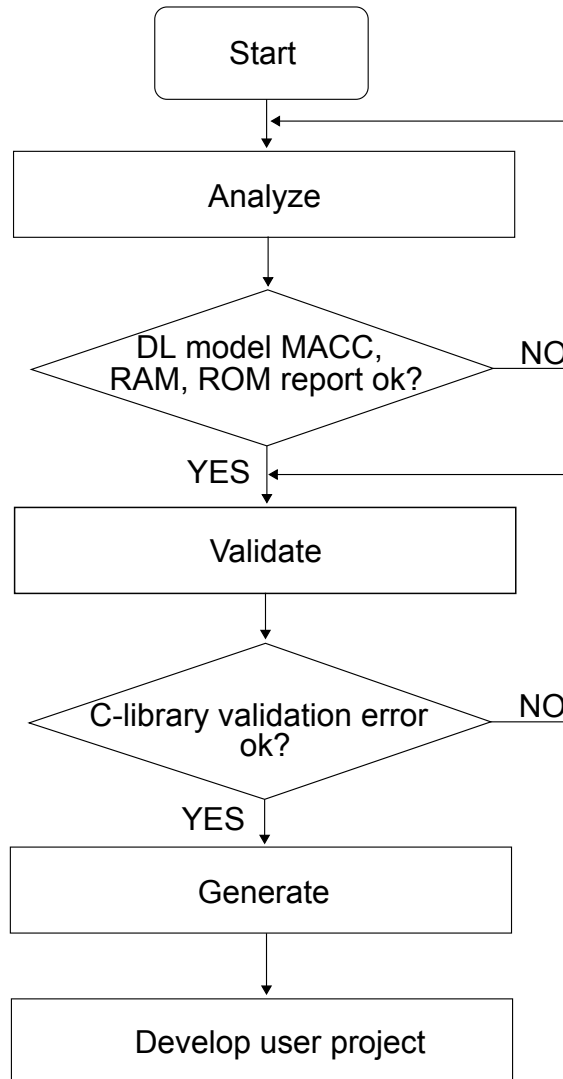 Start
Analyze
DL model MACC,
RAM, ROM report ok?
NO
YES
Validate
C-library validation error
ok?
NO
YES
Generate
Develop user project